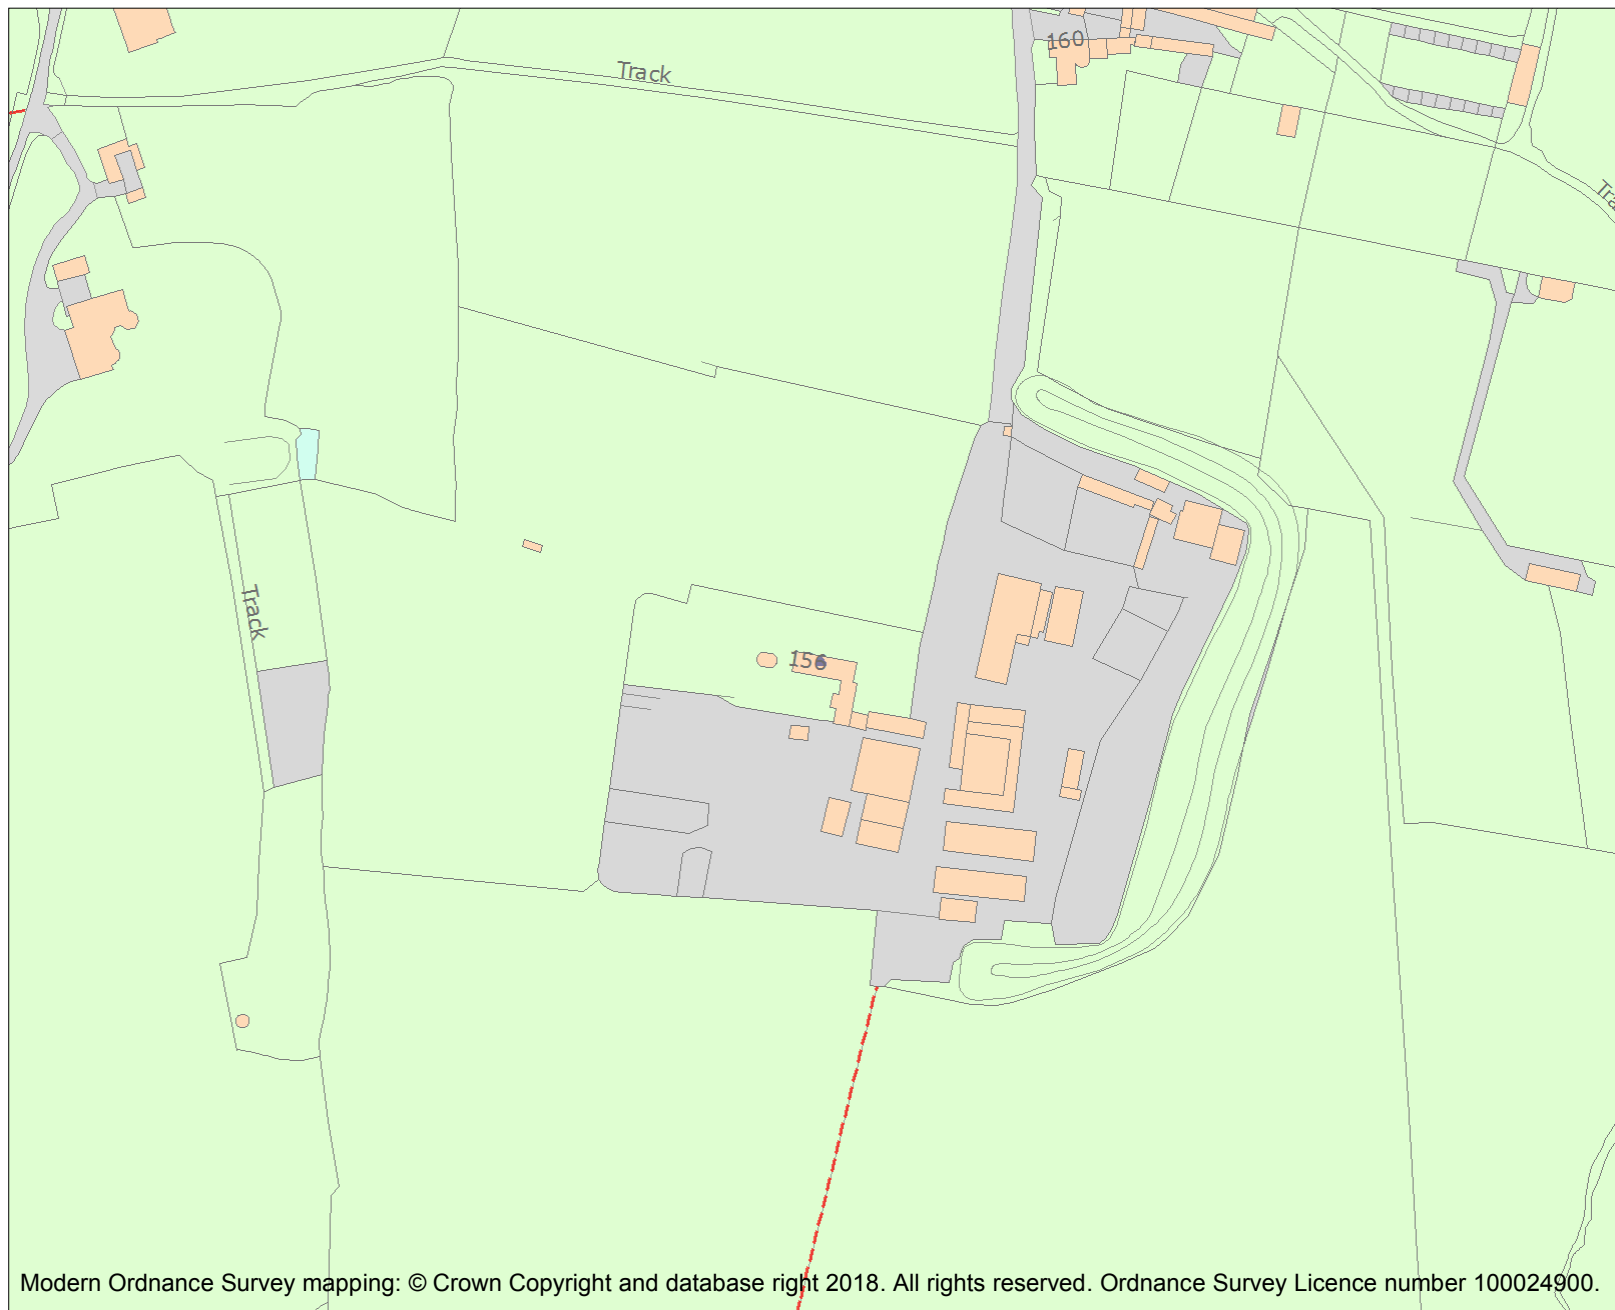 160
Track
Tra
Track
156
Modern Ordnance Survey mapping: © Crown Copyright and database right 2018. All rights reserved. Ordnance Survey Licence number 100024900.